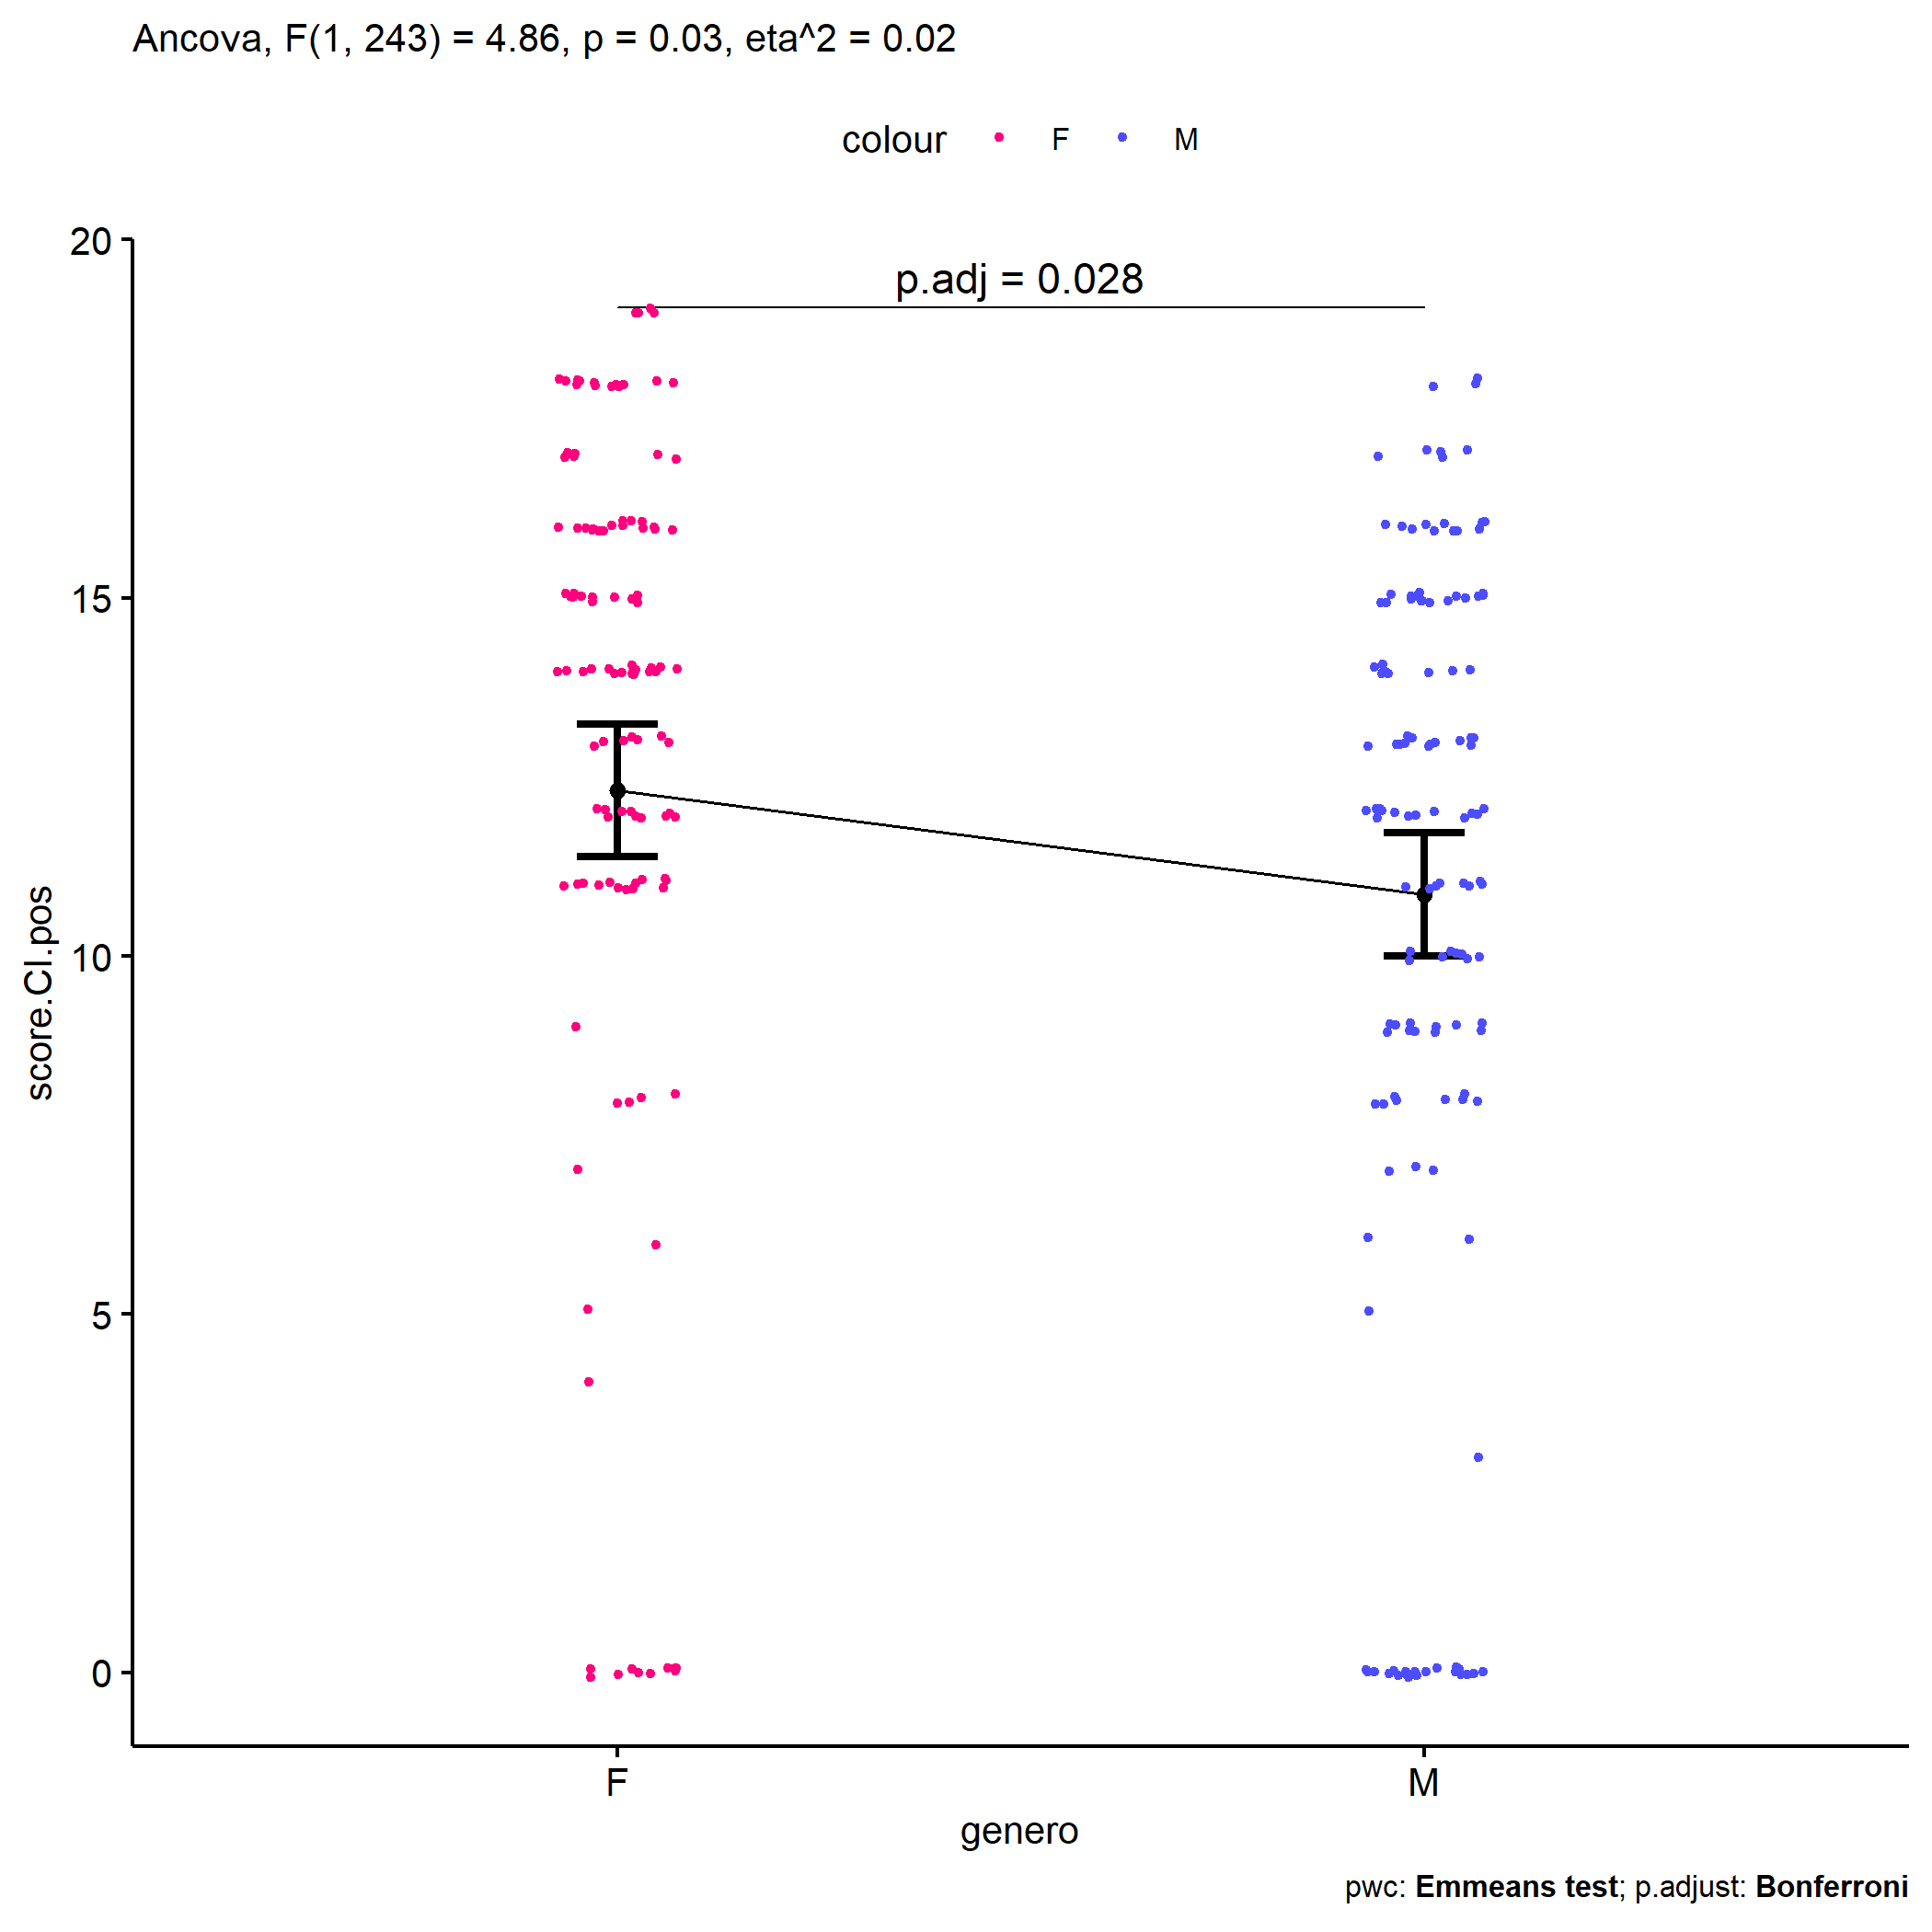 Ancova, F(1, 243) = 4.86, p = 0.03, eta^2 = 0.02
colour F M
p.adj = 0.028
20
15
10
5
0
score.CI.pos
F M
genero
pwc: Emmeans test; p.adjust: Bonferroni